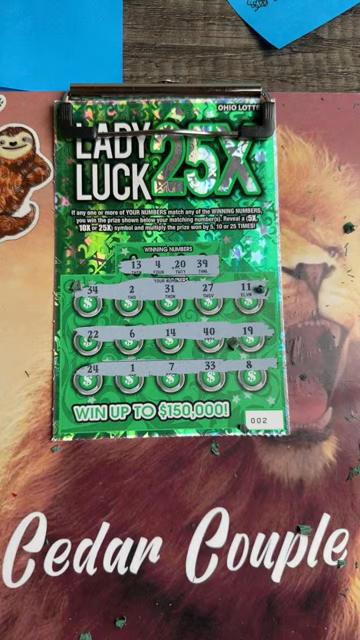 OHIO LOTTE
LADY
LUCK
25X
If any one or more of YOUR NUMBERS match any of the WINNING NUMBERS,
you win the prize shown below your matching number(s). Reveal a (5X,
10X or 25X) symbol and multiply the prize won by 5, 10 or 25 TIMES!
WINNING NUMBERS
13 4 20 39
FOUR
YOUR NUMBERS
34 2 31 27 11
TWO
22 6 14 40 19
24 1 7 33 8
WIN UP TO $150,000!
002
Cedar Couple